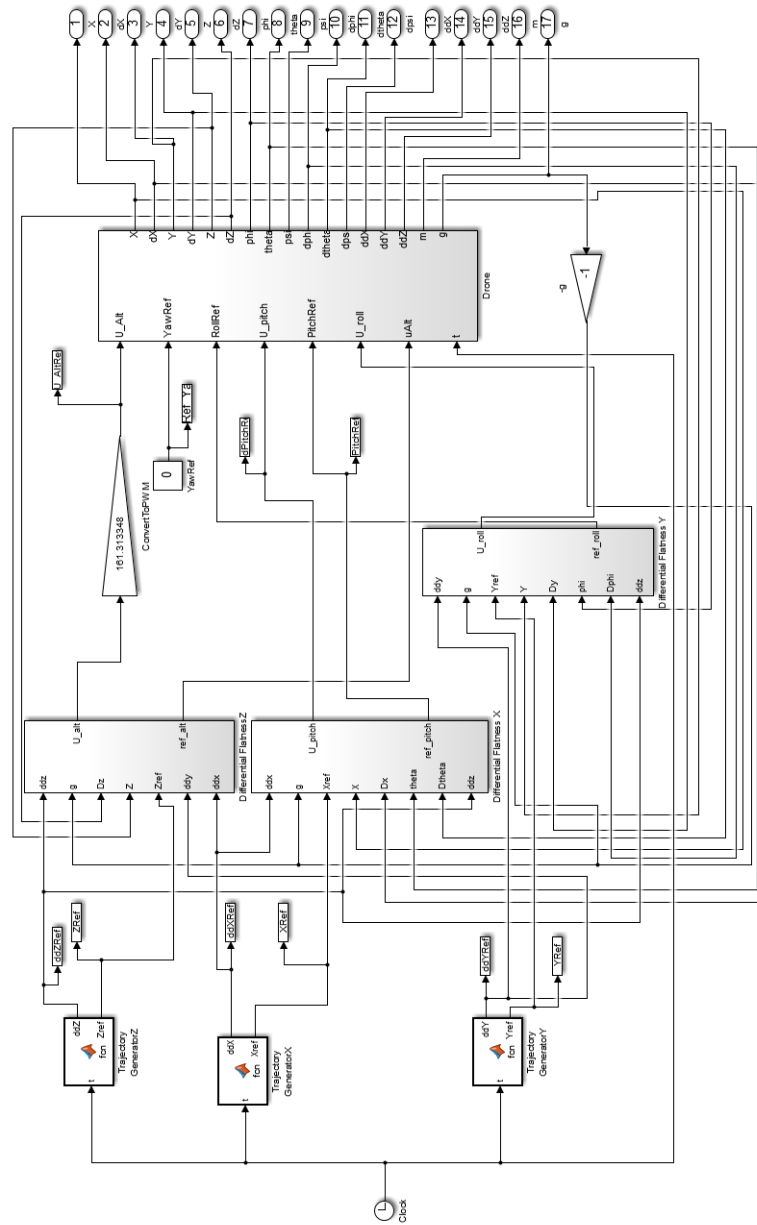 Clock
t
fcn
ddZ
Zref
Trajectory
GeneratorZ
t
fcn
ddX
Xref
Trajectory
GeneratorX
t
fcn
ddY
Yref
Trajectory
GeneratorY
ddZRef
ZRef
ddXRef
XRef
ddYRef
YRef
ddz
g
Dz
Z
Zref
ddy
ddx
U_alt
ref_alt
Differential FlatnessZ
ddx
g
Xref
X
Dx
theta
Dtheta
ddz
U_pitch
ref_pitch
Differential Flatness X
ddy
g
Yref
Y
Dy
phi
Dphi
ddz
U_roll
ref_roll
Differential Flatness Y
161.313348
ConvertToPWM
U_AltRe
0
YawRef
Ref_Ya
dPitchRe
PitchRef
U_Alt
YawRef
RollRef
U_pitch
PitchRef
U_roll
uAlt
t
X
dX
Y
dY
Z
dZ
phi
theta
psi
dphi
dtheta
dpsi
ddX
ddY
ddZ
m
g
Drone
-1
-g
1
X
2
dX
3
Y
4
dY
5
Z
6
dZ
7
phi
8
theta
9
psi
10
dphi
11
dtheta
12
dpsi
13
ddX
14
ddY
15
ddZ
16
m
17
g